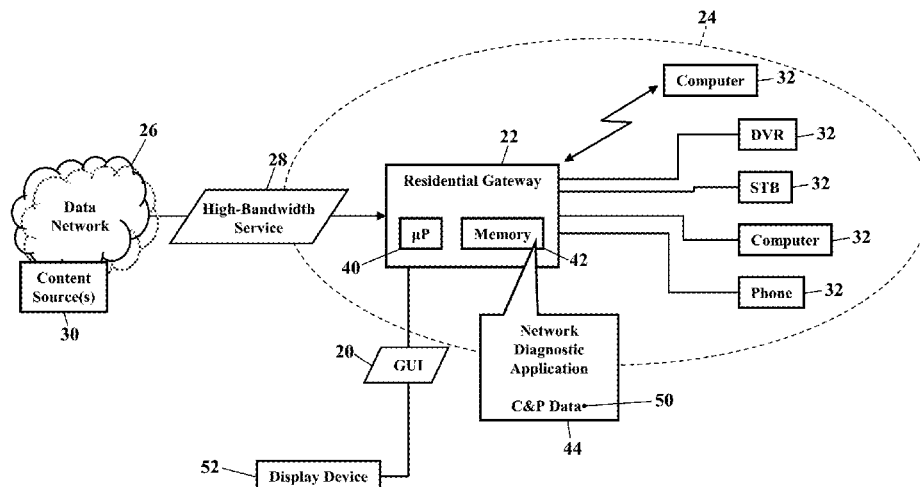 24
Computer
32
26
22
DVR
32
28
Residential Gateway
STB
32
Data
Network
High-Bandwidth
Service
µP
Memory
Computer
32
40
42
Content
Source(s)
30
Phone
32
20
GUI
Network
Diagnostic
Application
C&P Data
50
44
52
Display Device